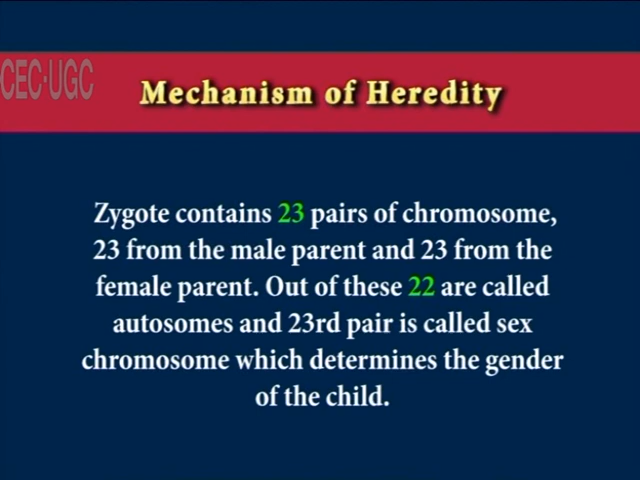 CEC-UGC
Mechanism of Heredity
Zygote contains 23 pairs of chromosome,
23 from the male parent and 23 from the
female parent. Out of these 22 are called
autosomes and 23rd pair is called sex
chromosome which determines the gender
of the child.